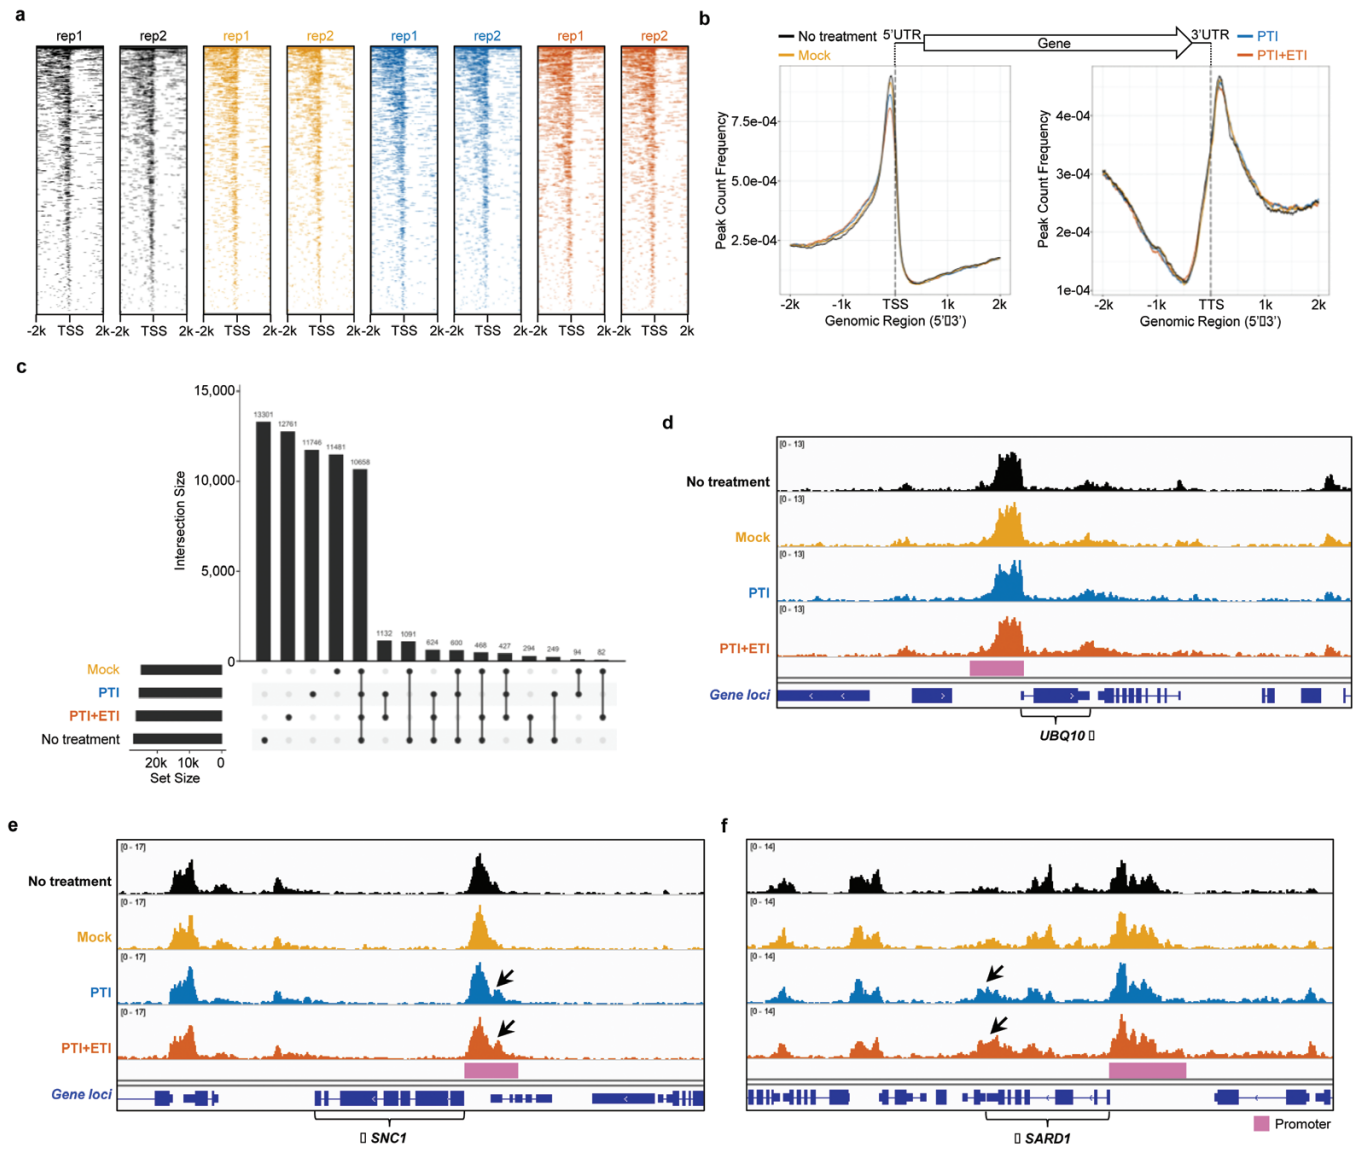 a
rep1 rep2 rep1 rep2 rep1 rep2 rep1 rep2
-2k TSS 2k -2k TSS 2k -2k TSS 2k -2k TSS 2k -2k TSS 2k -2k TSS 2k -2k TSS 2k -2k TSS 2k
b
No treatment 5'UTR Gene 3'UTR PTI
Mock PTI+ETI
Peak Count Frequency
7.5e-04
5.0e-04
2.5e-04
-2k -1k TSS 1k 2k
Genomic Region (5'▯3')
Peak Count Frequency
4e-04
3e-04
2e-04
1e-04
-2k -1k TTS 1k 2k
Genomic Region (5'▯3')
c
Intersection Size
15,000
10,000
5,000
0
13301 12761 11746 11481 10658 1132 1091 624 600 468 427 294 249 94 82
Mock
PTI
PTI+ETI
No treatment
20k 10k 0
Set Size
d
[0 - 13]
No treatment
[0 - 13]
Mock
[0 - 13]
PTI
[0 - 13]
PTI+ETI
Gene loci
UBQ10 ▯
e
[0 - 17]
No treatment
[0 - 17]
Mock
[0 - 17]
PTI
[0 - 17]
PTI+ETI
Gene loci
▯ SNC1
f
[0 - 14]
[0 - 14]
[0 - 14]
[0 - 14]
▯ SARD1
Promoter